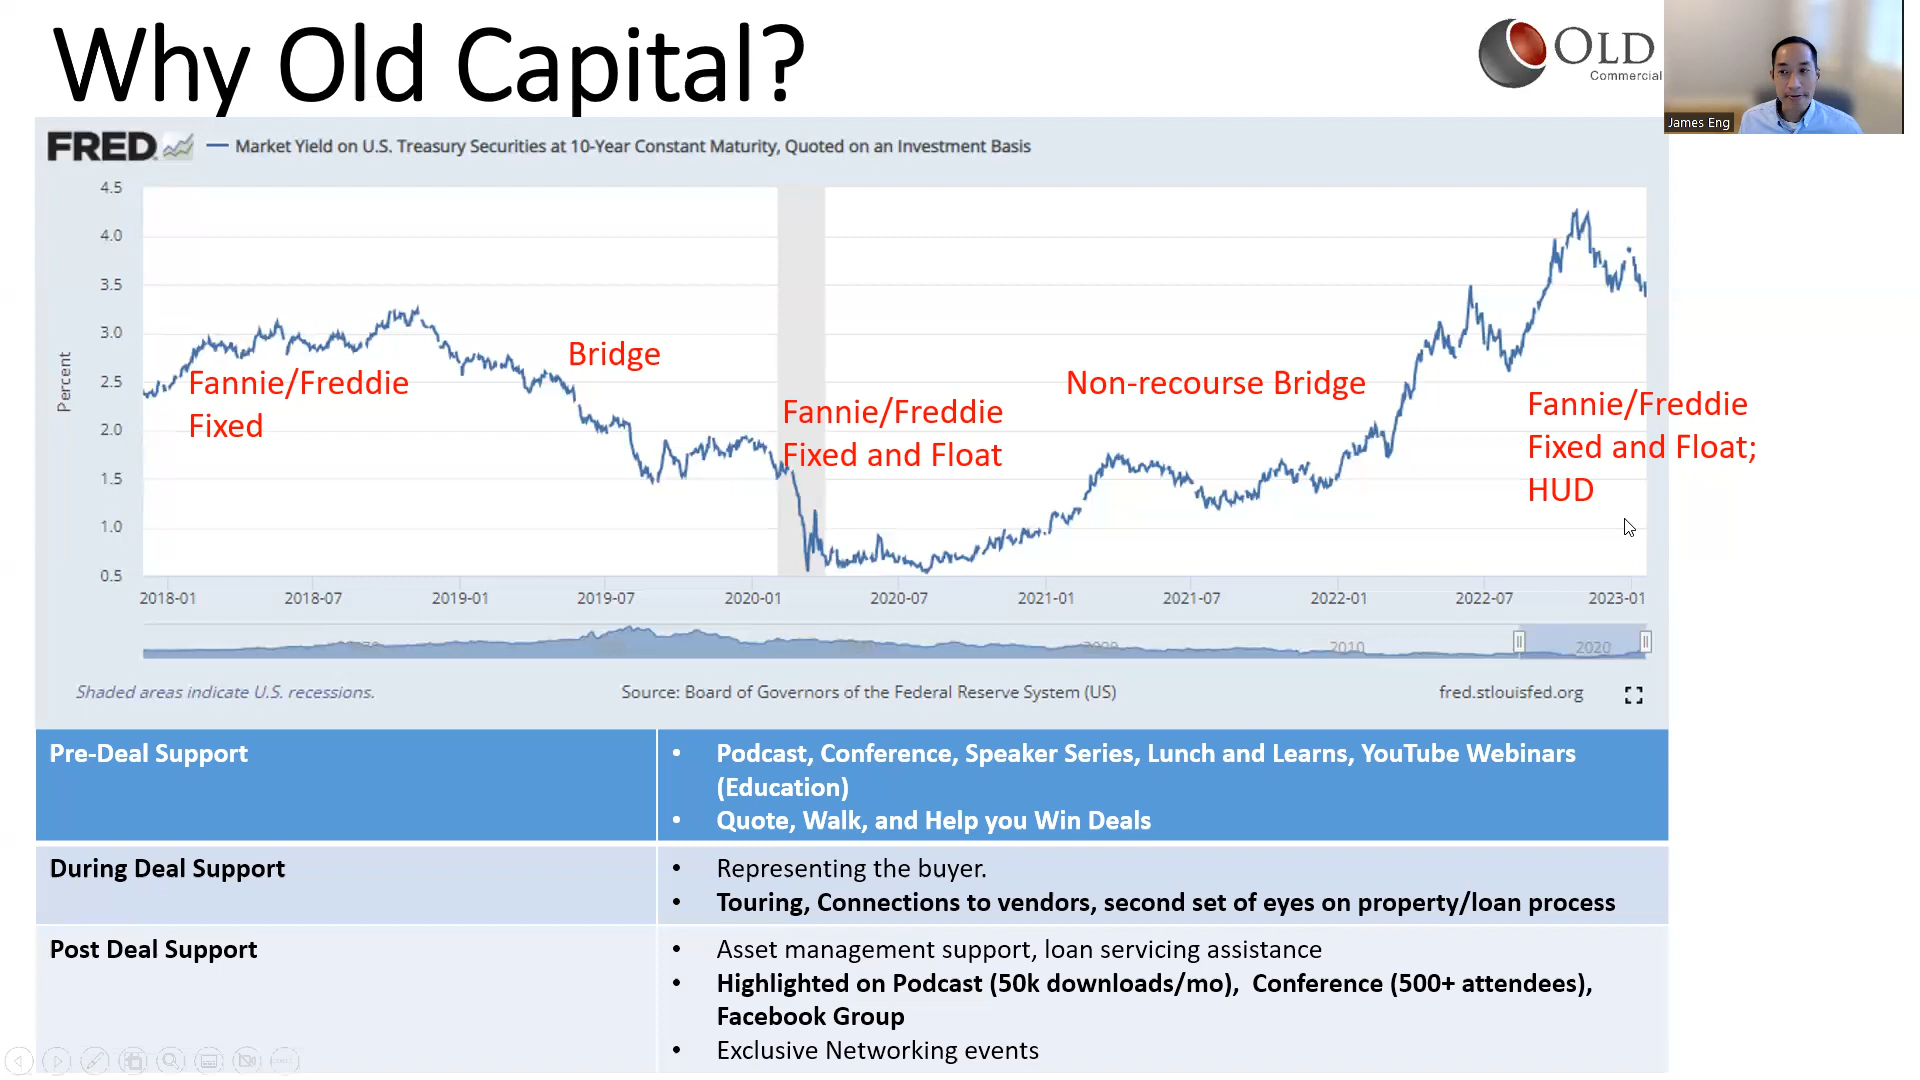 Why Old Capital?
OLD
Commercial
James Eng
FRED
Market Yield on U.S. Treasury Securities at 10-Year Constant Maturity, Quoted on an Investment Basis
Percent
4.5
4.0
3.5
3.0
2.5
2.0
1.5
1.0
0.5
Fannie/Freddie
Fixed
Bridge
Fannie/Freddie
Fixed and Float
Non-recourse Bridge
Fannie/Freddie
Fixed and Float;
HUD
2018-01 2018-07 2019-01 2019-07 2020-01 2020-07 2021-01 2021-07 2022-01 2022-07 2023-01
2010 2020
Shaded areas indicate U.S. recessions. Source: Board of Governors of the Federal Reserve System (US) fred.stlouisfed.org
Pre-Deal Support
• Podcast, Conference, Speaker Series, Lunch and Learns, YouTube Webinars
(Education)
• Quote, Walk, and Help you Win Deals
During Deal Support
• Representing the buyer.
• Touring, Connections to vendors, second set of eyes on property/loan process
Post Deal Support
• Asset management support, loan servicing assistance
• Highlighted on Podcast (50k downloads/mo), Conference (500+ attendees),
Facebook Group
• Exclusive Networking events